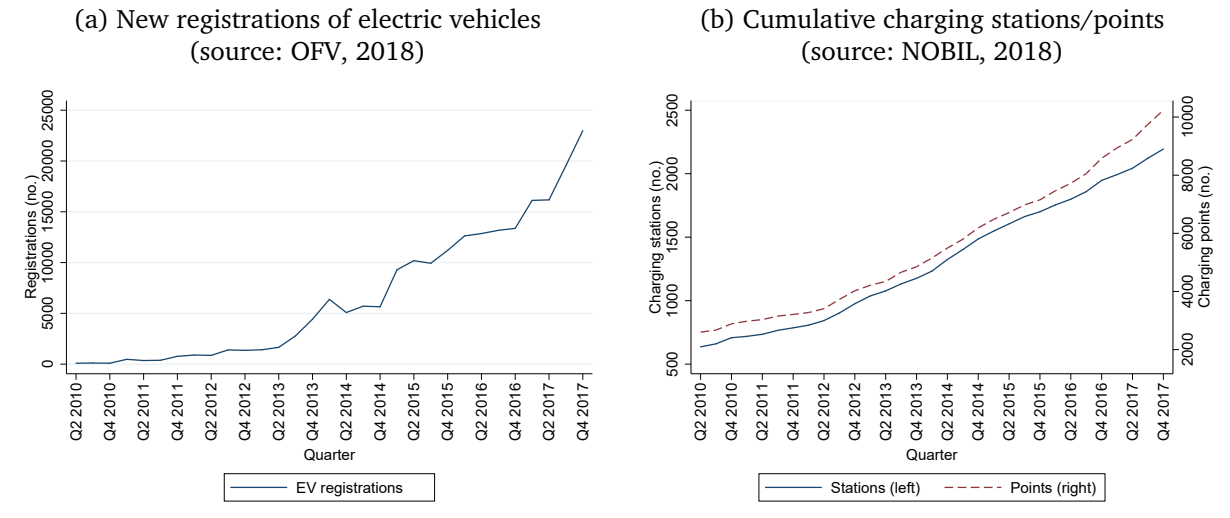 (a) New registrations of electric vehicles
(source: OFV, 2018)
Registrations (no.)
25000
20000
15000
10000
5000
0
Q2 2010
Q4 2010
Q2 2011
Q4 2011
Q2 2012
Q4 2012
Q2 2013
Q4 2013
Q2 2014
Q4 2014
Q2 2015
Q4 2015
Q2 2016
Q4 2016
Q2 2017
Q4 2017
Quarter
EV registrations
(b) Cumulative charging stations/points
(source: NOBIL, 2018)
Charging stations (no.)
2500
2000
1500
1000
500
Charging points (no.)
10000
8000
6000
4000
2000
Q2 2010
Q4 2010
Q2 2011
Q4 2011
Q2 2012
Q4 2012
Q2 2013
Q4 2013
Q2 2014
Q4 2014
Q2 2015
Q4 2015
Q2 2016
Q4 2016
Q2 2017
Q4 2017
Quarter
Stations (left)
Points (right)